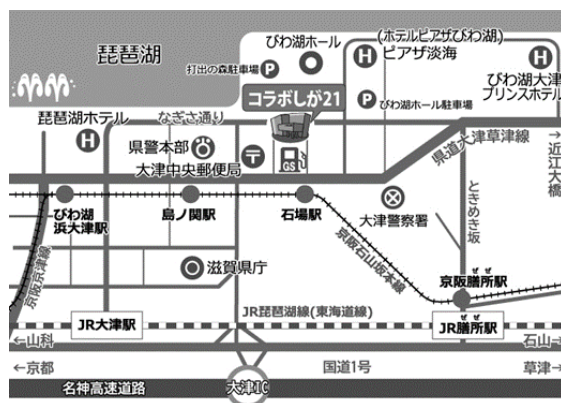 琵琶湖
びわ湖ホール
(ホテルピアザびわ湖)
ピアザ淡海
打出の森駐車場
P
H
H
コラボしが21
P
びわ湖ホール駐車場
びわ湖大津
プリンスホテル
琵琶湖ホテル
なぎさ通り
H
県警本部
大津中央郵便局
GS
県道大津草津線
→近江大橋
びわ湖
浜大津駅
島ノ関駅
石場駅
大津警察署
ときめき坂
京阪京津線
滋賀県庁
京阪石山坂本線
ぜぜ
京阪膳所駅
JR琵琶湖線(東海道線)
JR大津駅
ぜぜ
JR膳所駅
←山科
石山→
←京都
国道1号
草津→
名神高速道路
大津IC